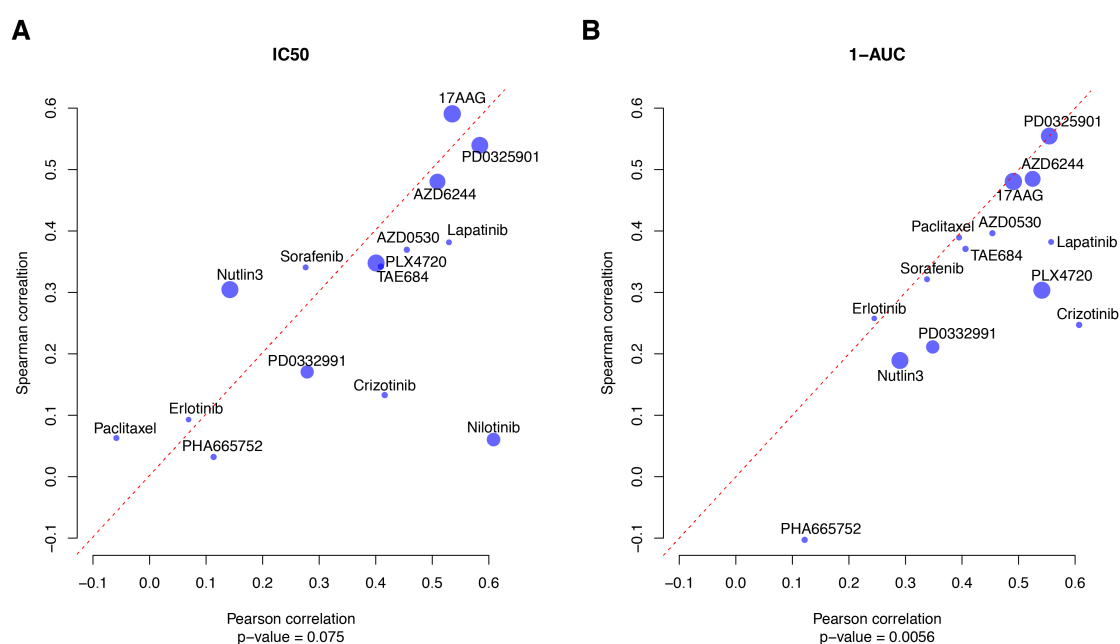 A
IC50
Spearman correaltion
0.6
0.5
0.4
0.3
0.2
0.1
0.0
−0.1
17AAG
PD0325901
AZD6244
Lapatinib
AZD0530
Sorafenib
PLX4720
TAE684
Nutlin3
PD0332991
Crizotinib
Erlotinib
Paclitaxel
Nilotinib
PHA665752
−0.1 0.0 0.1 0.2 0.3 0.4 0.5 0.6
Pearson correlation
p−value = 0.075
B
1−AUC
Spearman correaltion
0.6
0.5
0.4
0.3
0.2
0.1
0.0
−0.1
PD0325901
AZD6244
17AAG
Paclitaxel
AZD0530
Lapatinib
TAE684
Sorafenib
PLX4720
Erlotinib
Crizotinib
PD0332991
Nutlin3
PHA665752
−0.1 0.0 0.1 0.2 0.3 0.4 0.5 0.6
Pearson correlation
p−value = 0.0056